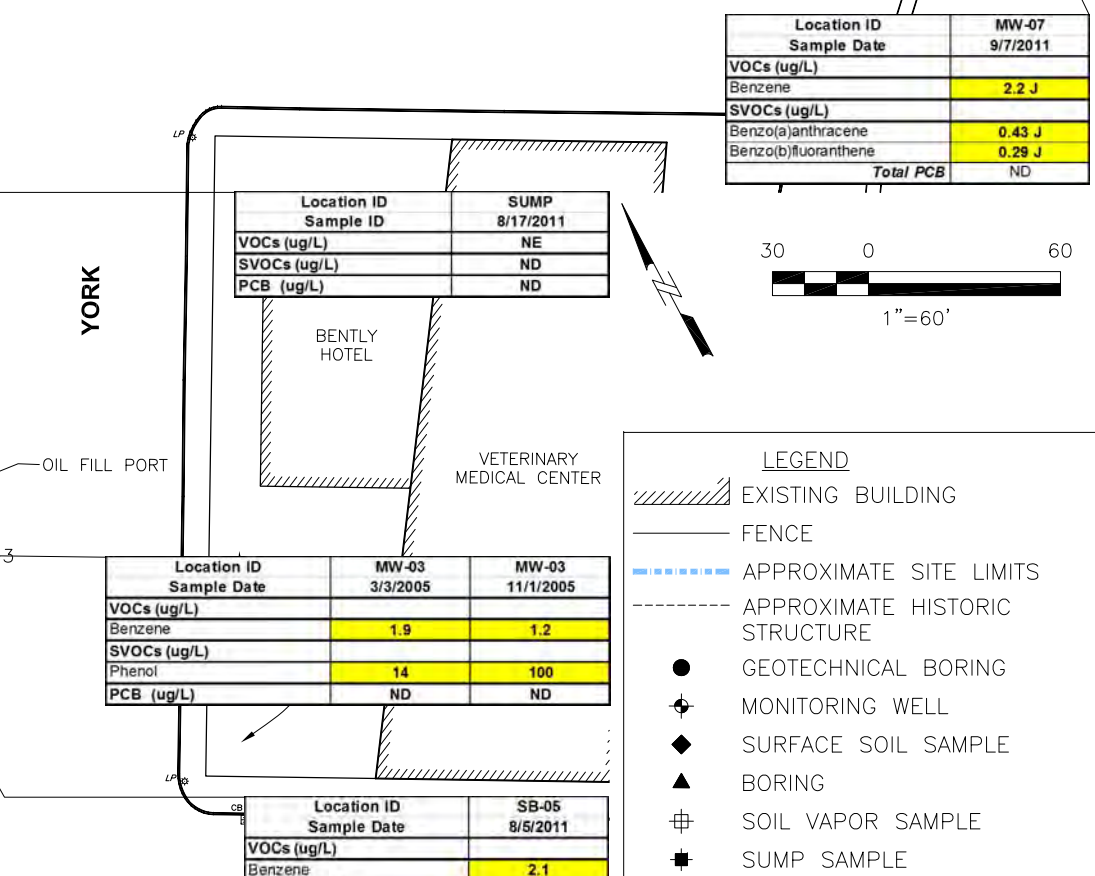 Location ID MW-07
Sample Date 9/7/2011
VOCs (ug/L)
Benzene 2.2 J
SVOCs (ug/L)
Benzo(a)anthracene 0.43 J
Benzo(b)fluoranthene 0.29 J
Total PCB ND
LP
Location ID SUMP
Sample ID 8/17/2011
VOCs (ug/L) NE
SVOCs (ug/L) ND
PCB (ug/L) ND
30 0 60
1"=60'
YORK
BENTLY
HOTEL
OIL FILL PORT
VETERINARY
MEDICAL CENTER
3
Location ID MW-03 MW-03
Sample Date 3/3/2005 11/1/2005
VOCs (ug/L)
Benzene 1.9 1.2
SVOCs (ug/L)
Phenol 14 100
PCB (ug/L) ND ND
LP
CB
Location ID SB-05
Sample Date 8/5/2011
VOCs (ug/L)
Benzene 2.1
LEGEND
EXISTING BUILDING
FENCE
APPROXIMATE SITE LIMITS
APPROXIMATE HISTORIC
STRUCTURE
GEOTECHNICAL BORING
MONITORING WELL
SURFACE SOIL SAMPLE
BORING
SOIL VAPOR SAMPLE
SUMP SAMPLE